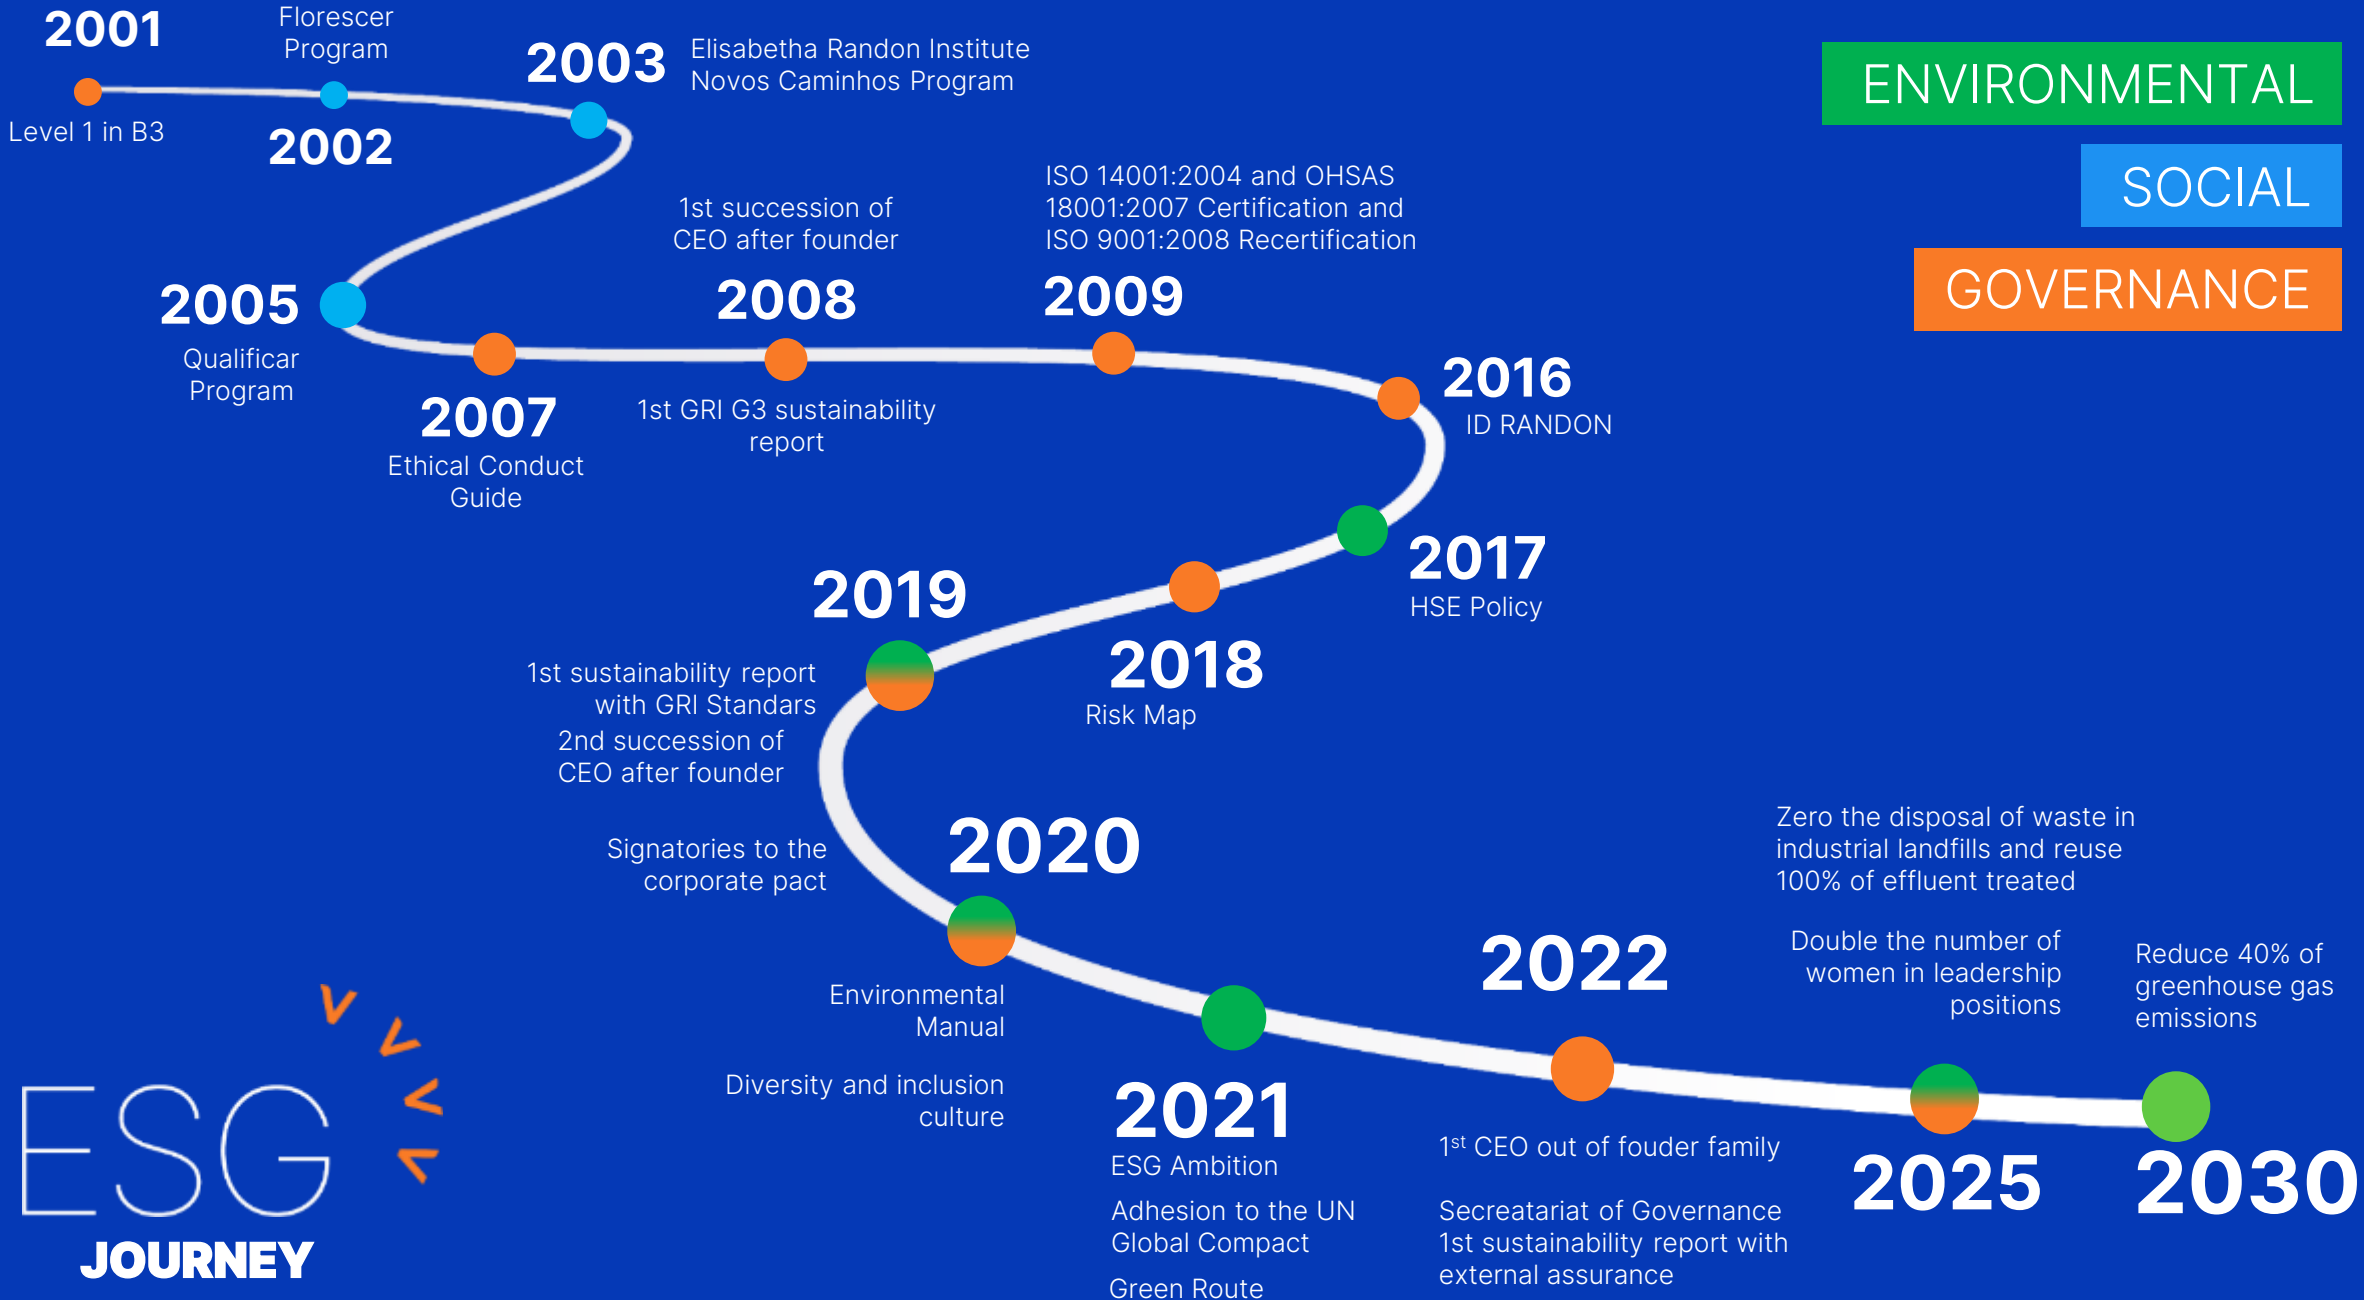 2001
Level 1 in B3
Florescer
Program
2002
2003
Elisabetha Randon Institute
Novos Caminhos Program
ENVIRONMENTAL
SOCIAL
GOVERNANCE
2005
Qualificar
Program
2007
Ethical Conduct
Guide
1st succession of
CEO after founder
2008
1st GRI G3 sustainability
report
ISO 14001:2004 and OHSAS
18001:2007 Certification and
ISO 9001:2008 Recertification
2009
2016
ID RANDON
2017
HSE Policy
2018
Risk Map
2019
1st sustainability report
with GRI Standars
2nd succession of
CEO after founder
2020
Signatories to the
corporate pact
Environmental
Manual
Diversity and inclusion
culture
2021
ESG Ambition
Adhesion to the UN
Global Compact
Green Route
2022
1st CEO out of fouder family
Secreatariat of Governance
1st sustainability report with
external assurance
Zero the disposal of waste in
industrial landfills and reuse
100% of effluent treated
Double the number of
women in leadership
positions
2025
Reduce 40% of
greenhouse gas
emissions
2030
ESG
JOURNEY